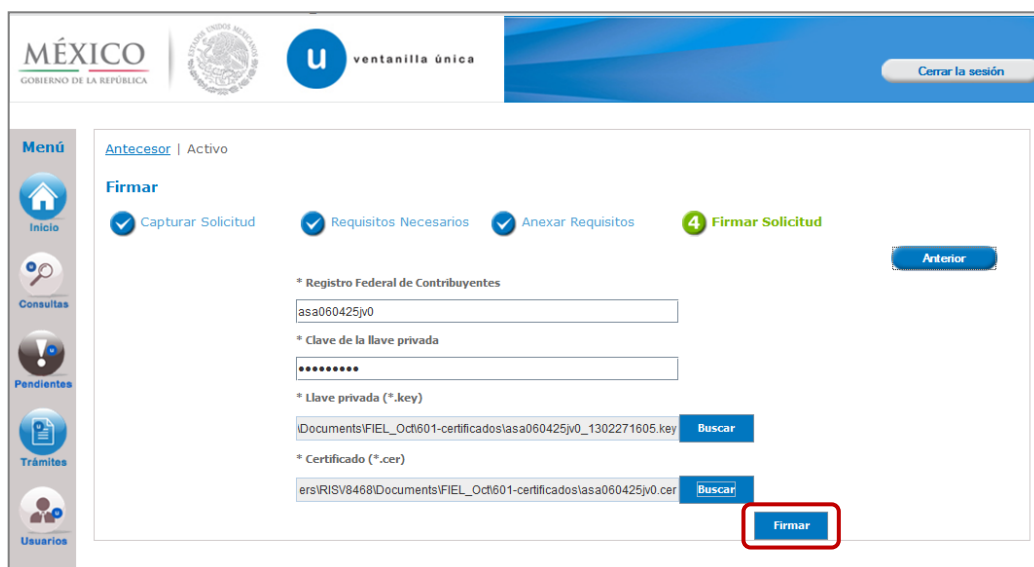 MÉXICO
GOBIERNO DE LA REPÚBLICA
ESTADOS UNIDOS MEXICANOS
u
ventanilla única
Cerrar la sesión
Menú
Inicio
Consultas
Pendientes
Trámites
Usuarios
Antecesor | Activo
Firmar
Capturar Solicitud
Requisitos Necesarios
Anexar Requisitos
4 Firmar Solicitud
Anterior
* Registro Federal de Contribuyentes
asa060425jv0
* Clave de la llave privada
•••••••••
* Llave privada (*.key)
\Documents\FIEL_Oct\601-certificados\asa060425jv0_1302271605.key Buscar
* Certificado (*.cer)
ers\RISV8468\Documents\FIEL_Oct\601-certificados\asa060425jv0.cer Buscar
Firmar